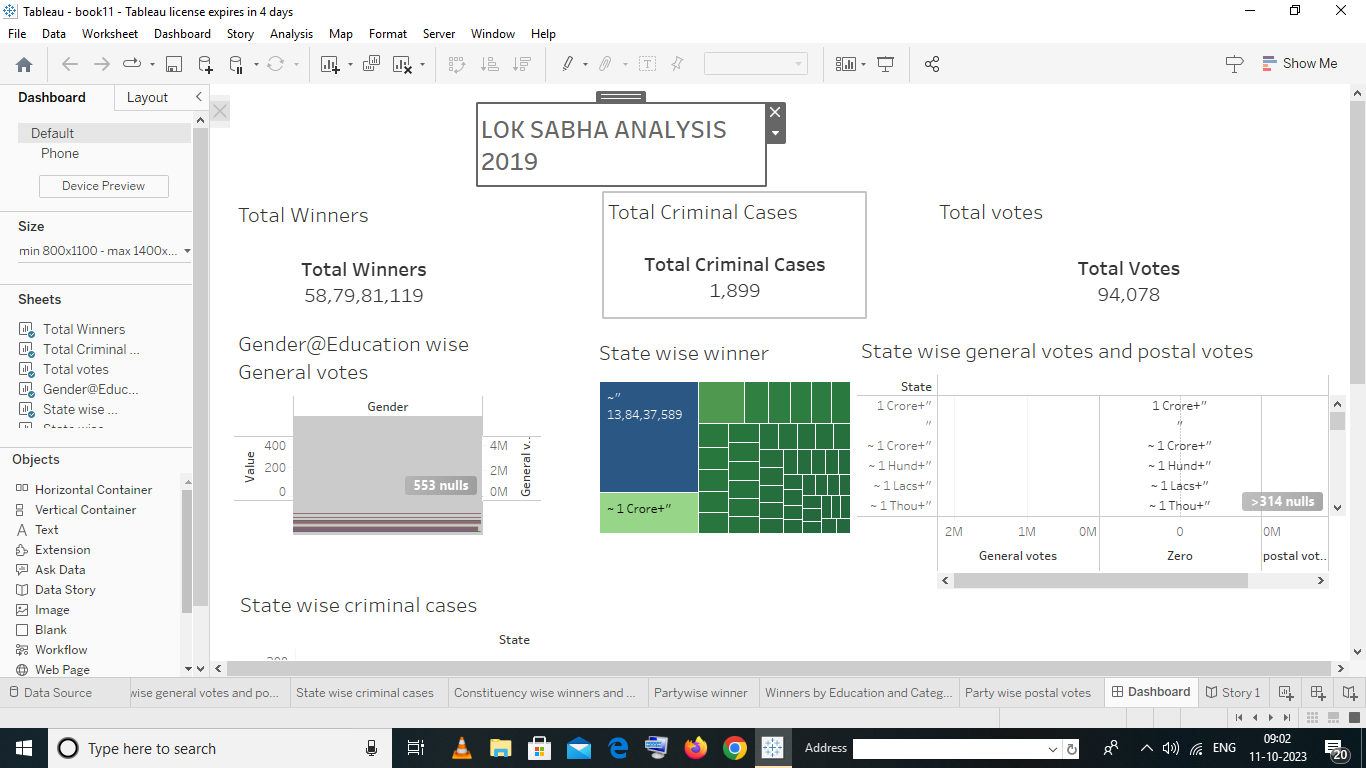 Tableau - book11 - Tableau license expires in 4 days
File Data Worksheet Dashboard Story Analysis Map Format Server Window Help
Show Me
Dashboard Layout
Default
Phone
Device Preview
Size
min 800x1100 - max 1400x...
Sheets
Total Winners
Total Criminal ...
Total votes
Gender@Educ...
State wise ...
Objects
Horizontal Container
Vertical Container
Text
Extension
Ask Data
Data Story
Image
Blank
Workflow
Web Page
LOK SABHA ANALYSIS
2019
Total Winners
Total Winners
58,79,81,119
Total Criminal Cases
Total Criminal Cases
1,899
Total votes
Total Votes
94,078
Gender@Education wise
General votes
Gender
Value
400
200
0
553 nulls
4M
2M
0M
General v..
State wise winner
~"
13,84,37,589
~ 1 Crore+"
State wise general votes and postal votes
State
1 Crore+" 1 Crore+"
" "
~ 1 Crore+" ~ 1 Crore+"
~ 1 Hund+" ~ 1 Hund+"
~ 1 Lacs+" ~ 1 Lacs+"
~ 1 Thou+" ~ 1 Thou+"
>314 nulls
2M 1M 0M 0 0M
General votes Zero postal vot..
State wise criminal cases
State
Data Source wise general votes and po... State wise criminal cases Constituency wise winners and ... Partywise winner Winners by Education and Categ... Party wise postal votes Dashboard Story 1
Type here to search
Address
ENG
09:02
11-10-2023
20